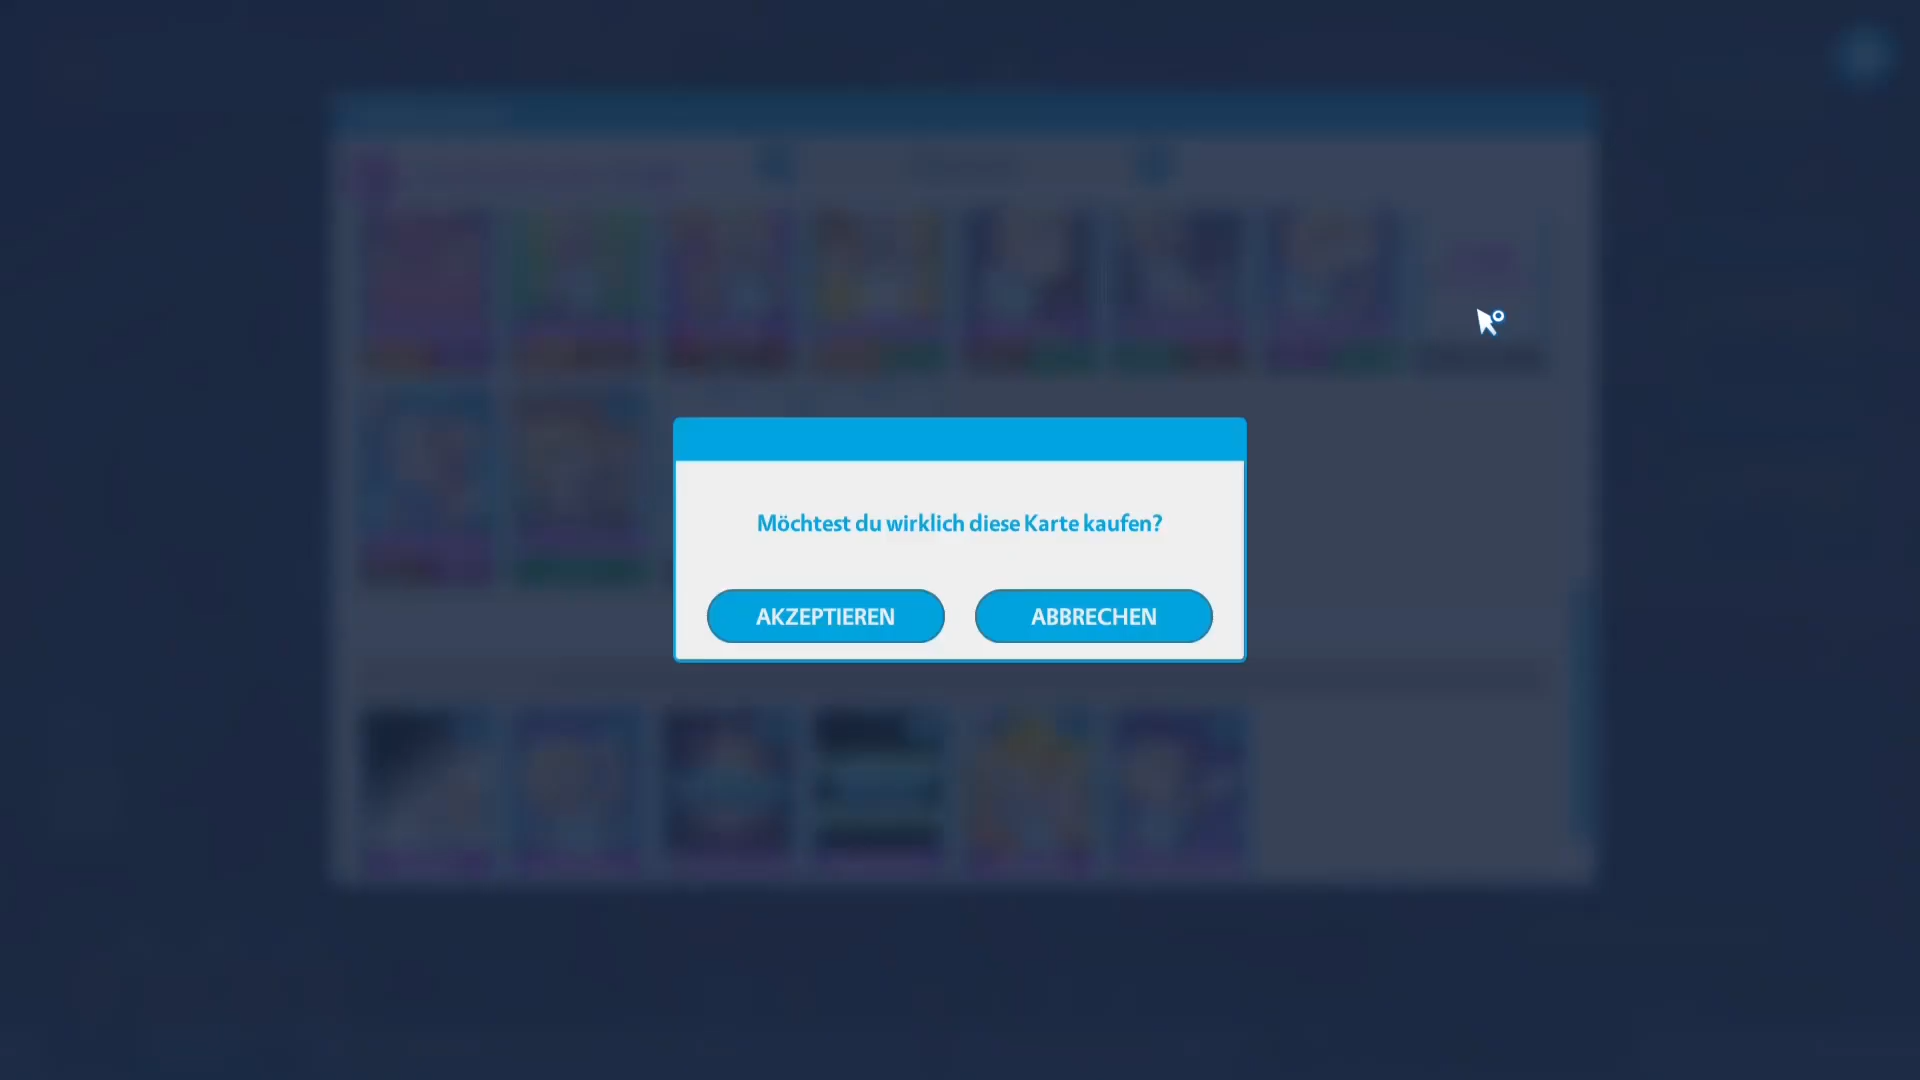 Möchtest du wirklich diese Karte kaufen?
AKZEPTIEREN
ABBRECHEN